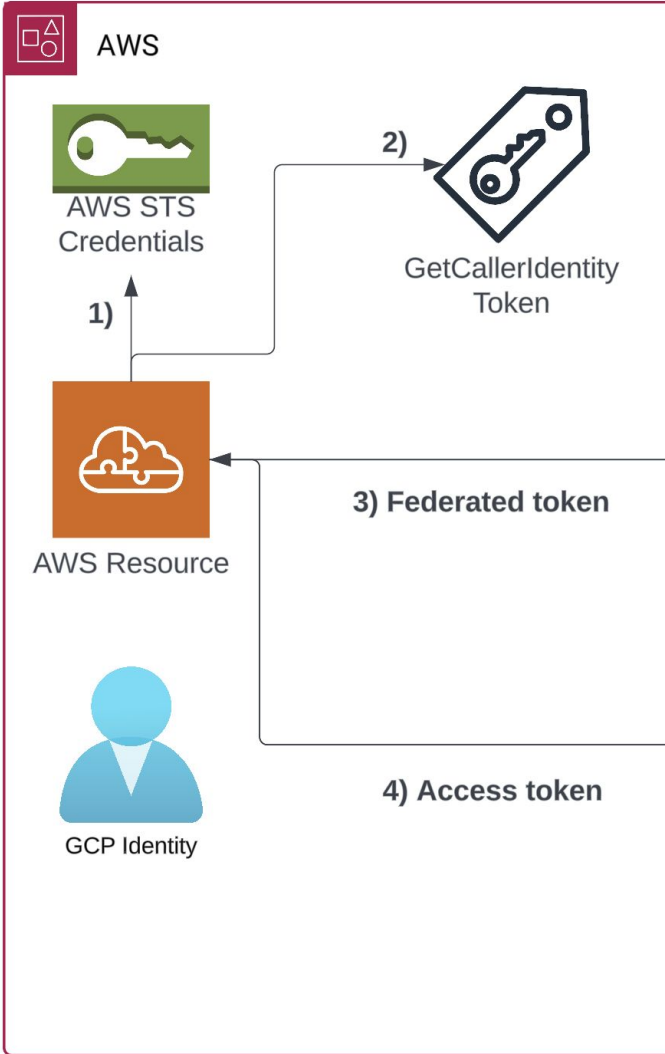 AWS
2)
AWS STS
Credentials
GetCallerIdentity
Token
1)
3) Federated token
AWS Resource
4) Access token
GCP Identity